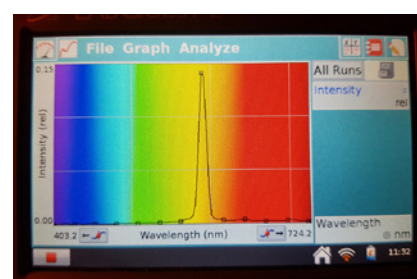 File Graph Analyze
X Y
All Runs
0.15
Intensity
rel
Intensity (rel)
0.00
403.2
Wavelength (nm)
724.2
Wavelength
nm
11:32